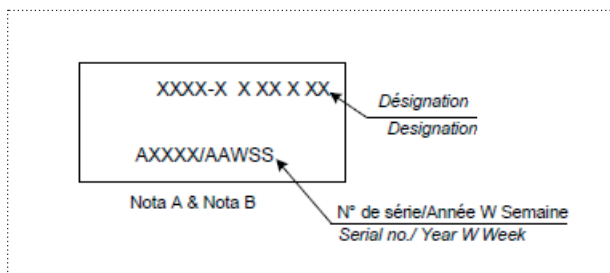 XXXX-X X XX X XX
Désignation
Designation
AXXXX/AAWSS
Nota A & Nota B
N° de série/Année W Semaine
Serial no./ Year W Week